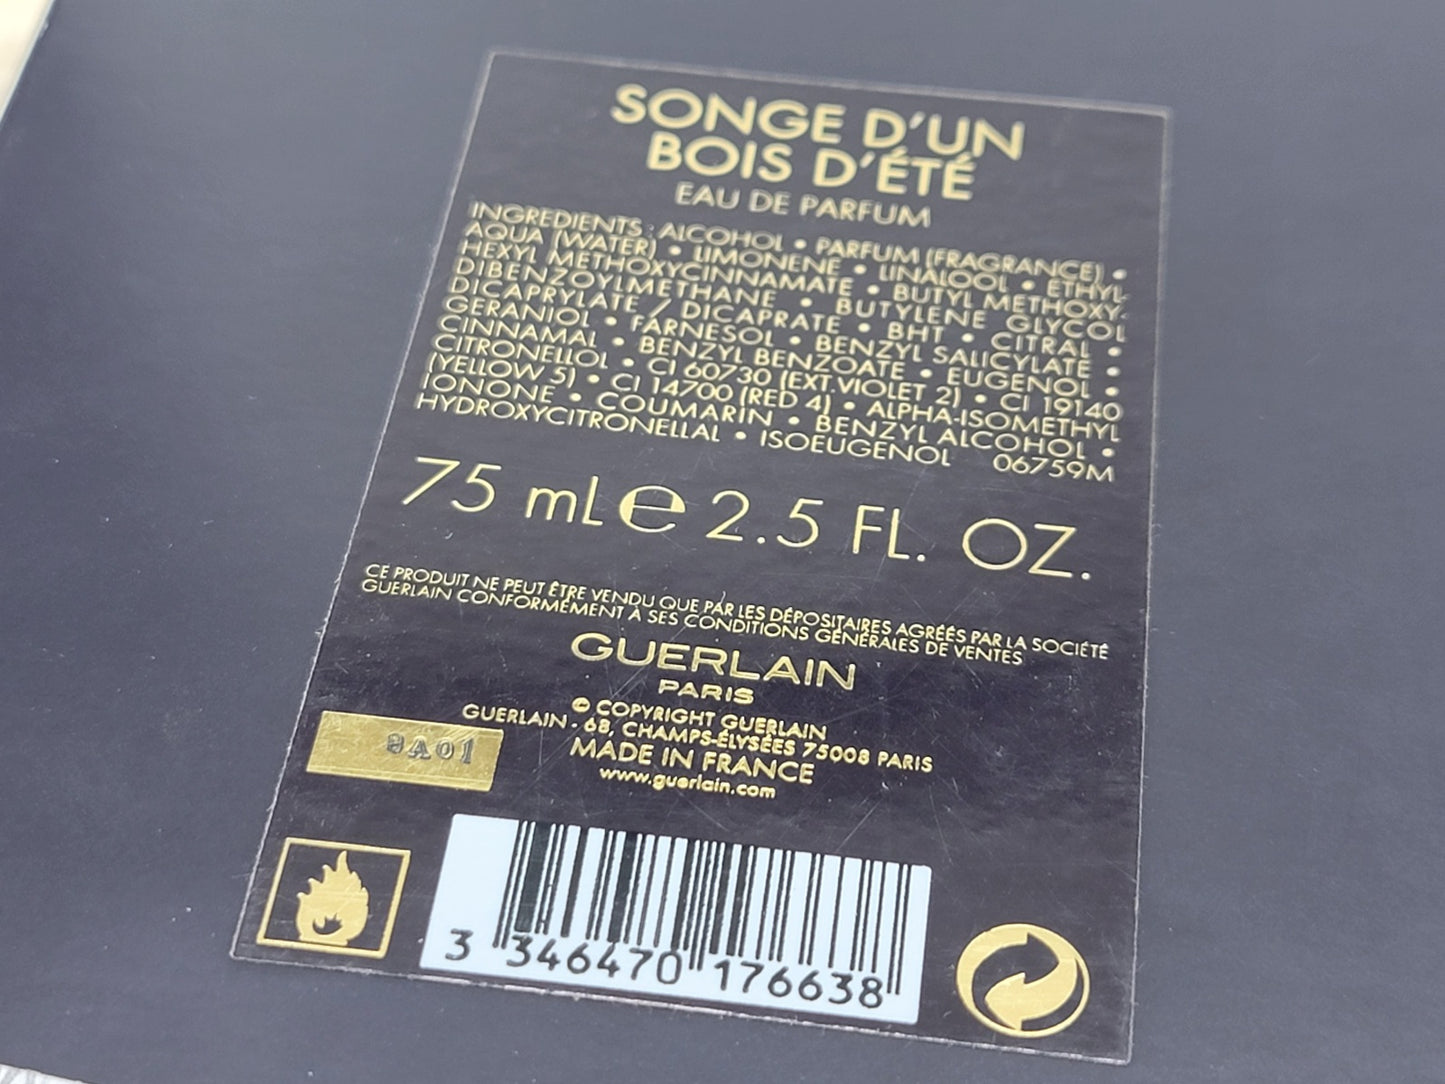 SONGE D'UN
BOIS D'ÉTÉ
EAU DE PARFUM
INGREDIENTS : ALCOHOL • PARFUM (FRAGRANCE) •
AQUA (WATER) • LIMONENE • LINALOOL • ETHYL-
HEXYL METHOXYCINNAMATE • BUTYL METHOXY-
DIBENZOYLMETHANE • BUTYLENE GLYCOL
DICAPRYLATE / DICAPRATE • BHT • CITRAL •
GERANIOL • FARNESOL • BENZYL SALICYLATE •
CINNAMAL • BENZYL BENZOATE • EUGENOL •
CITRONELLOL • CI 60730 (EXT.VIOLET 2) • CI 19140
(YELLOW 5) • CI 14700 (RED 4) • ALPHA-ISOMETHYL
IONONE • COUMARIN • BENZYL ALCOHOL •
HYDROXYCITRONELLAL • ISOEUGENOL 06759M
75 mL e 2.5 FL. OZ.
CE PRODUIT NE PEUT ÊTRE VENDU QUE PAR LES DÉPOSITAIRES AGRÉÉS PAR LA SOCIÉTÉ
GUERLAIN CONFORMÉMENT À SES CONDITIONS GÉNÉRALES DE VENTES
GUERLAIN
PARIS
© COPYRIGHT GUERLAIN
GUERLAIN - 68, CHAMPS-ÉLYSÉES 75008 PARIS
MADE IN FRANCE
www.guerlain.com
3 346470 176638